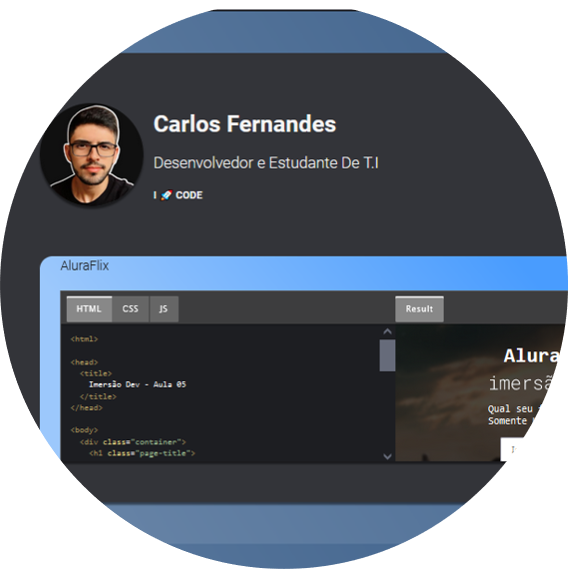 Carlos Fernandes
Desenvolvedor e Estudante De T.I
I 🚀 CODE
AluraFlix
HTML CSS JS
Result
<html>
<head>
<title>
Imersão Dev - Aula 05
</title>
</head>
<body>
<div class="container">
<h1 class="page-title">
Alura
imersã
Qual seu
Somente